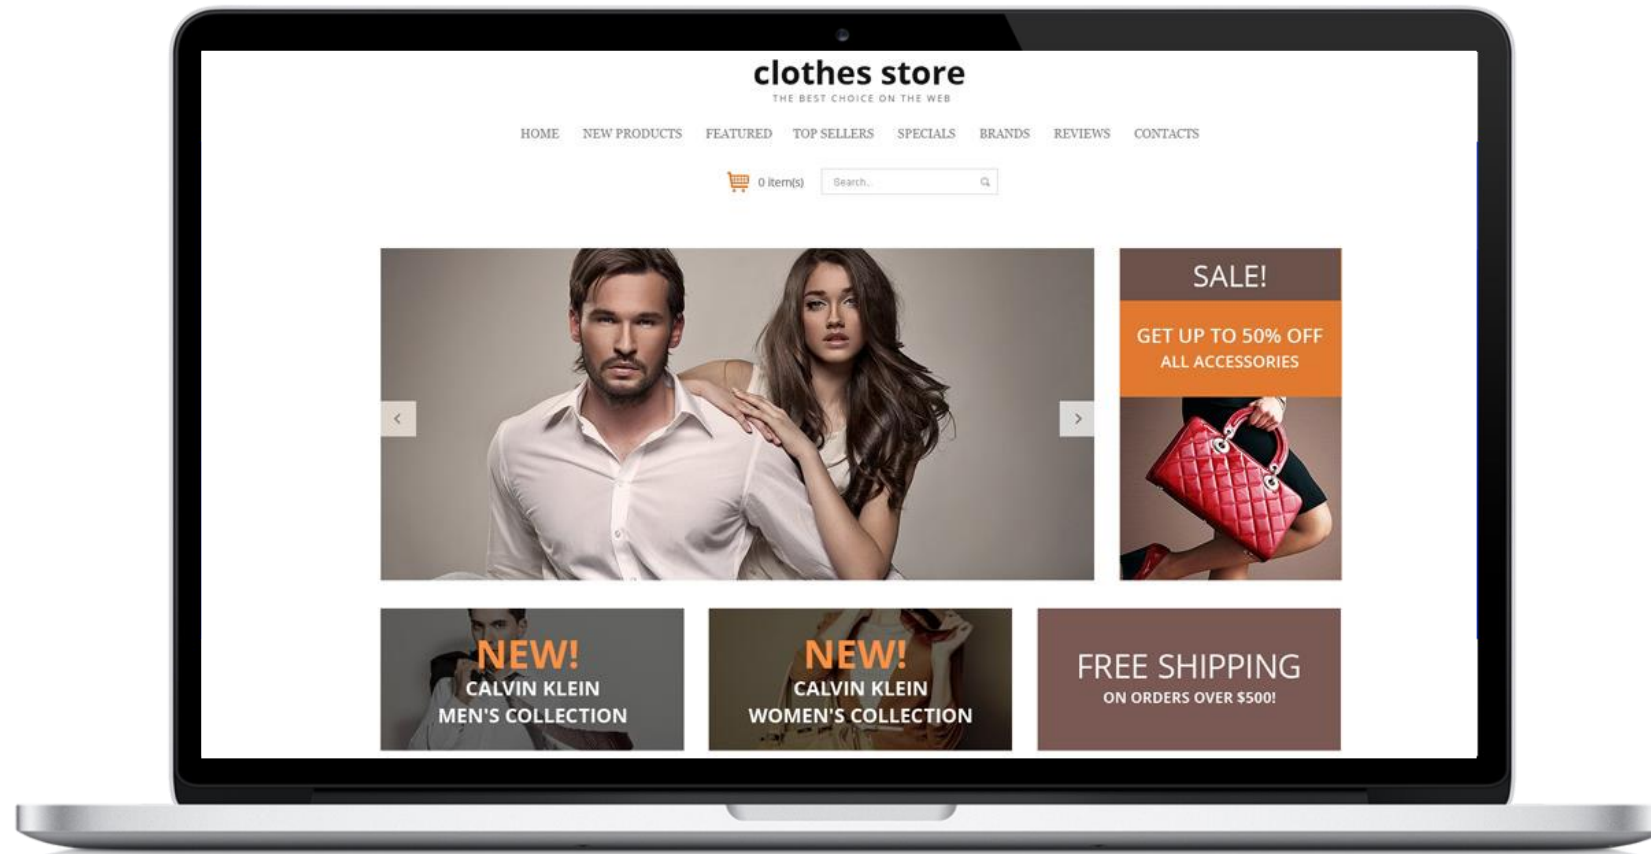 clothes store
THE BEST CHOICE ON THE WEB
HOME NEW PRODUCTS FEATURED TOP SELLERS SPECIALS BRANDS REVIEWS CONTACTS
0 item(s) Search..
SALE!
GET UP TO 50% OFF
ALL ACCESSORIES
NEW!
CALVIN KLEIN
MEN'S COLLECTION
NEW!
CALVIN KLEIN
WOMEN'S COLLECTION
FREE SHIPPING
ON ORDERS OVER $500!